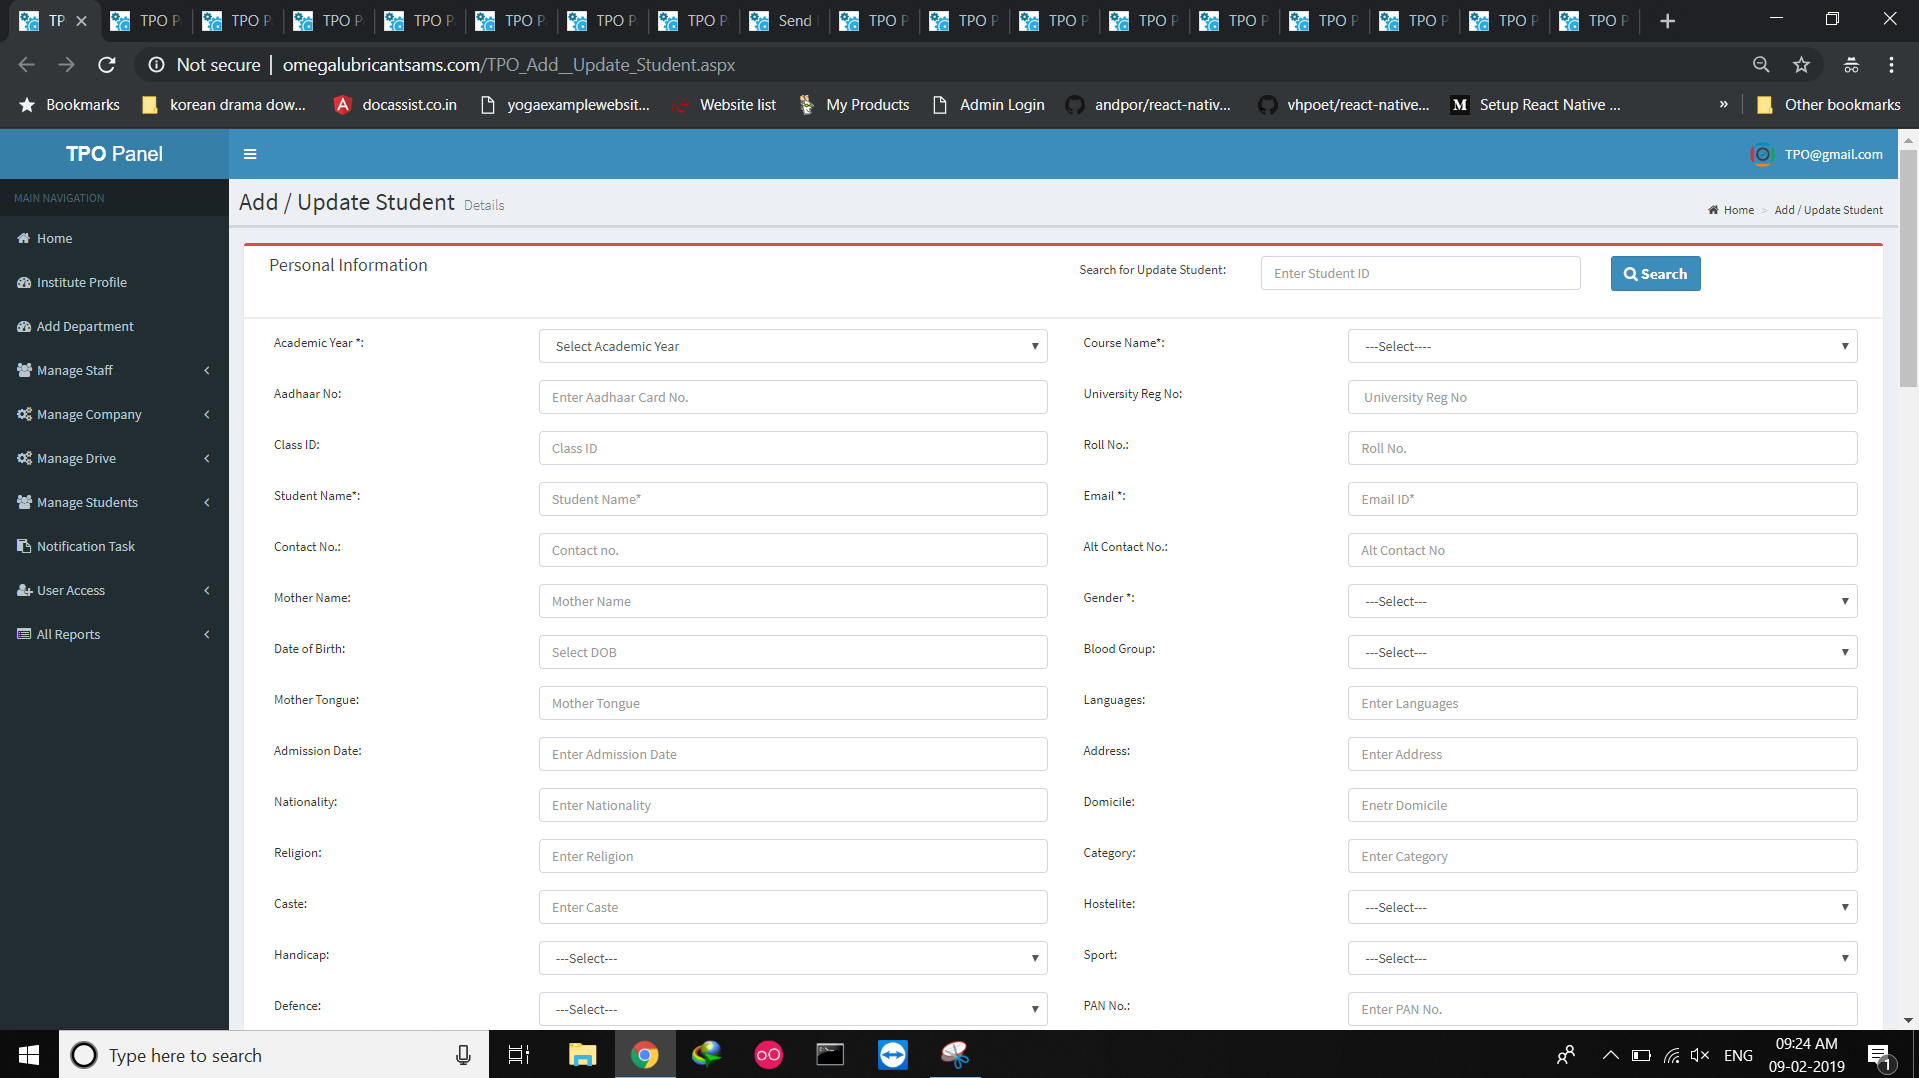 TP
TPO P
TPO P
TPO P
TPO P
TPO P
TPO P
TPO P
Send
TPO P
TPO P
TPO P
TPO P
TPO P
TPO P
TPO P
TPO P
TPO P
Not secure | omegalubricantsams.com/TPO_Add__Update_Student.aspx
Bookmarks korean drama dow... docassist.co.in yogaexamplewebsit... Website list My Products Admin Login andpor/react-nativ... vhpoet/react-native... M Setup React Native ... » Other bookmarks
TPO Panel TPO@gmail.com
MAIN NAVIGATION
Home
Institute Profile
Add Department
Manage Staff
Manage Company
Manage Drive
Manage Students
Notification Task
User Access
All Reports
Add / Update Student Details
Home > Add / Update Student
Personal Information Search for Update Student: Enter Student ID Search
Academic Year *: Select Academic Year Course Name*: ---Select----
Aadhaar No: Enter Aadhaar Card No. University Reg No: University Reg No
Class ID: Class ID Roll No.: Roll No.
Student Name*: Student Name* Email *: Email ID*
Contact No.: Contact no. Alt Contact No.: Alt Contact No
Mother Name: Mother Name Gender *: ---Select---
Date of Birth: Select DOB Blood Group: ---Select---
Mother Tongue: Mother Tongue Languages: Enter Languages
Admission Date: Enter Admission Date Address: Enter Address
Nationality: Enter Nationality Domicile: Enetr Domicile
Religion: Enter Religion Category: Enter Category
Caste: Enter Caste Hostelite: ---Select---
Handicap: ---Select--- Sport: ---Select---
Defence: ---Select--- PAN No.: Enter PAN No.
Type here to search
ENG
09:24 AM
09-02-2019
1